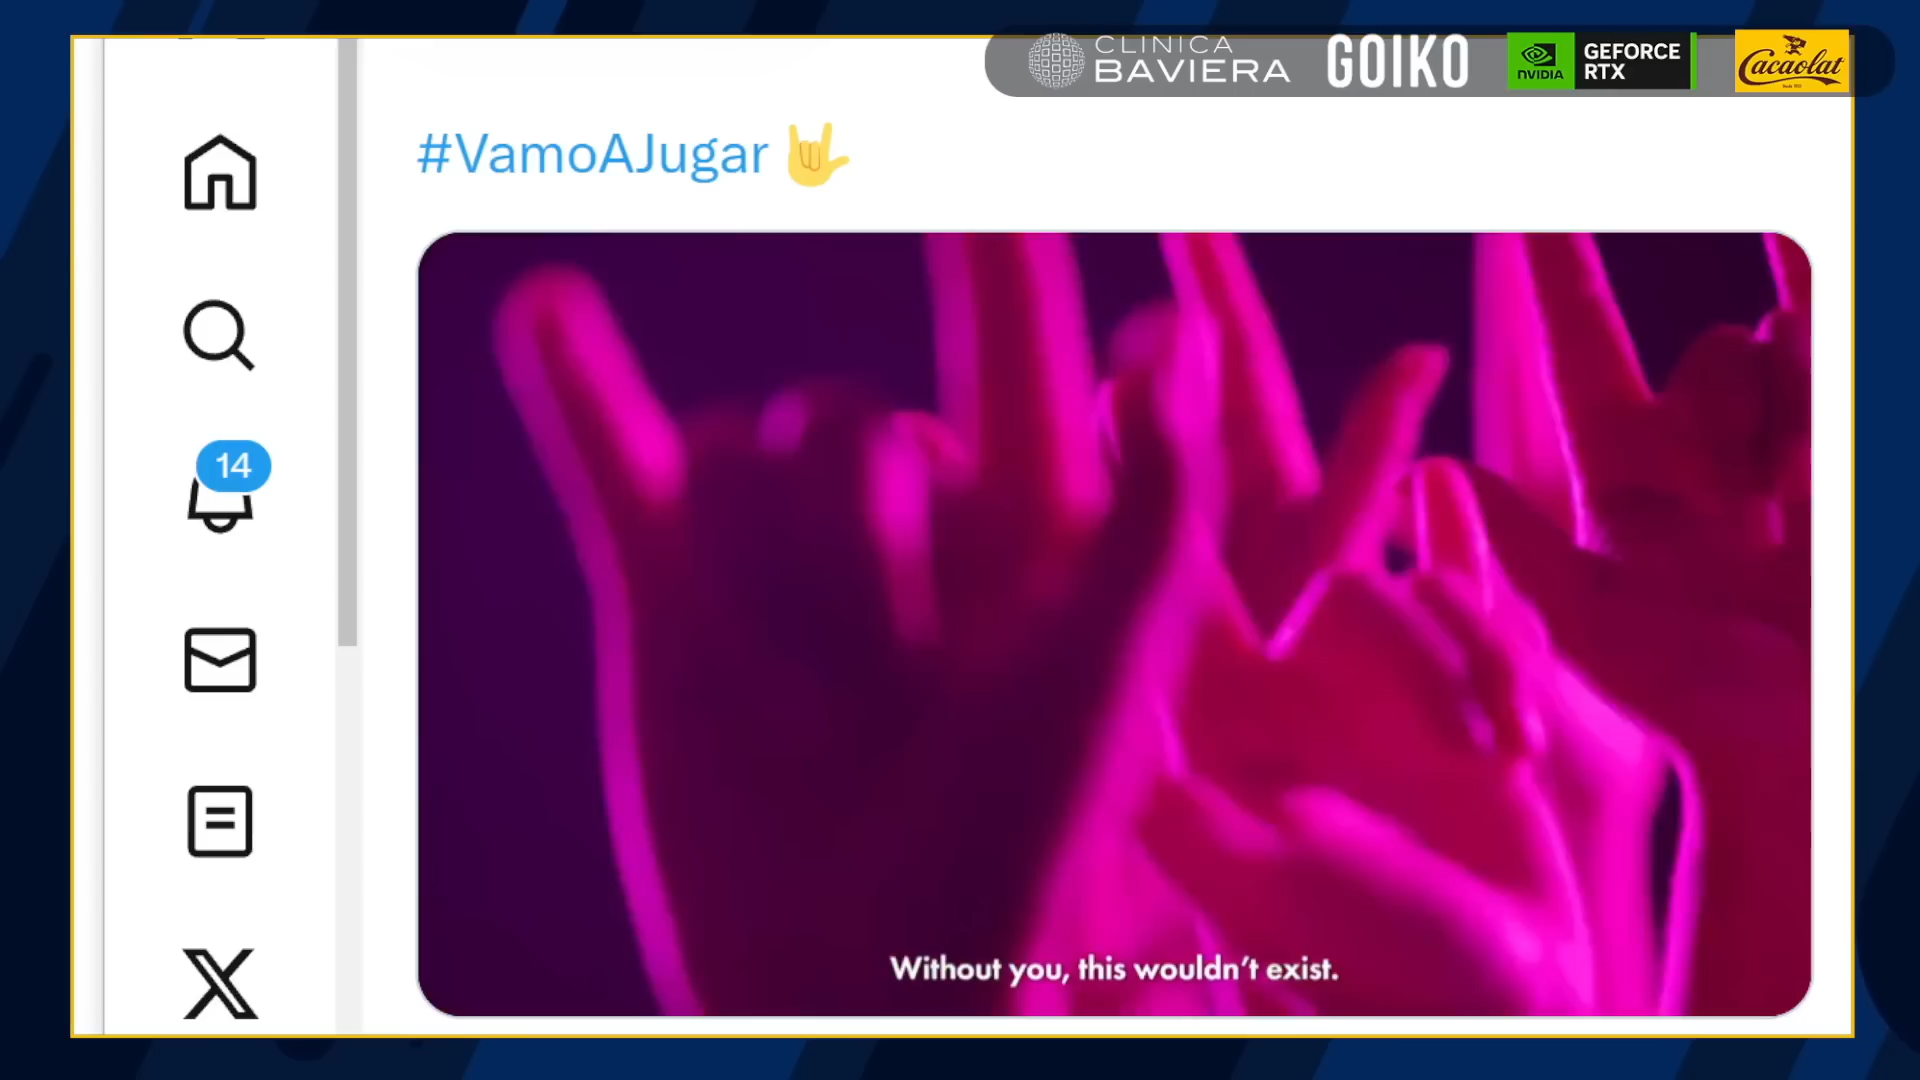 CLINICA
BAVIERA
GOIKO
NVIDIA
GEFORCE
RTX
Cacaolat
#VamoAJugar
14
Without you, this wouldn't exist.